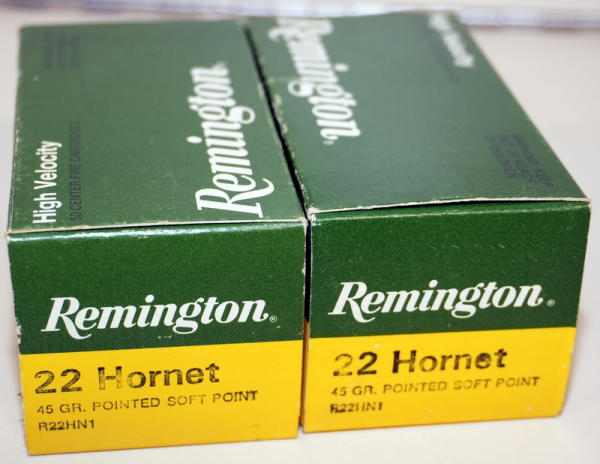 Remington
High Velocity
50 CENTER FIRE CARTRIDGES
Remington
Remington®
22 Hornet
45 GR. POINTED SOFT POINT
R22HN1
Remington®
22 Hornet
45 GR. POINTED SOFT POINT
R22HN1